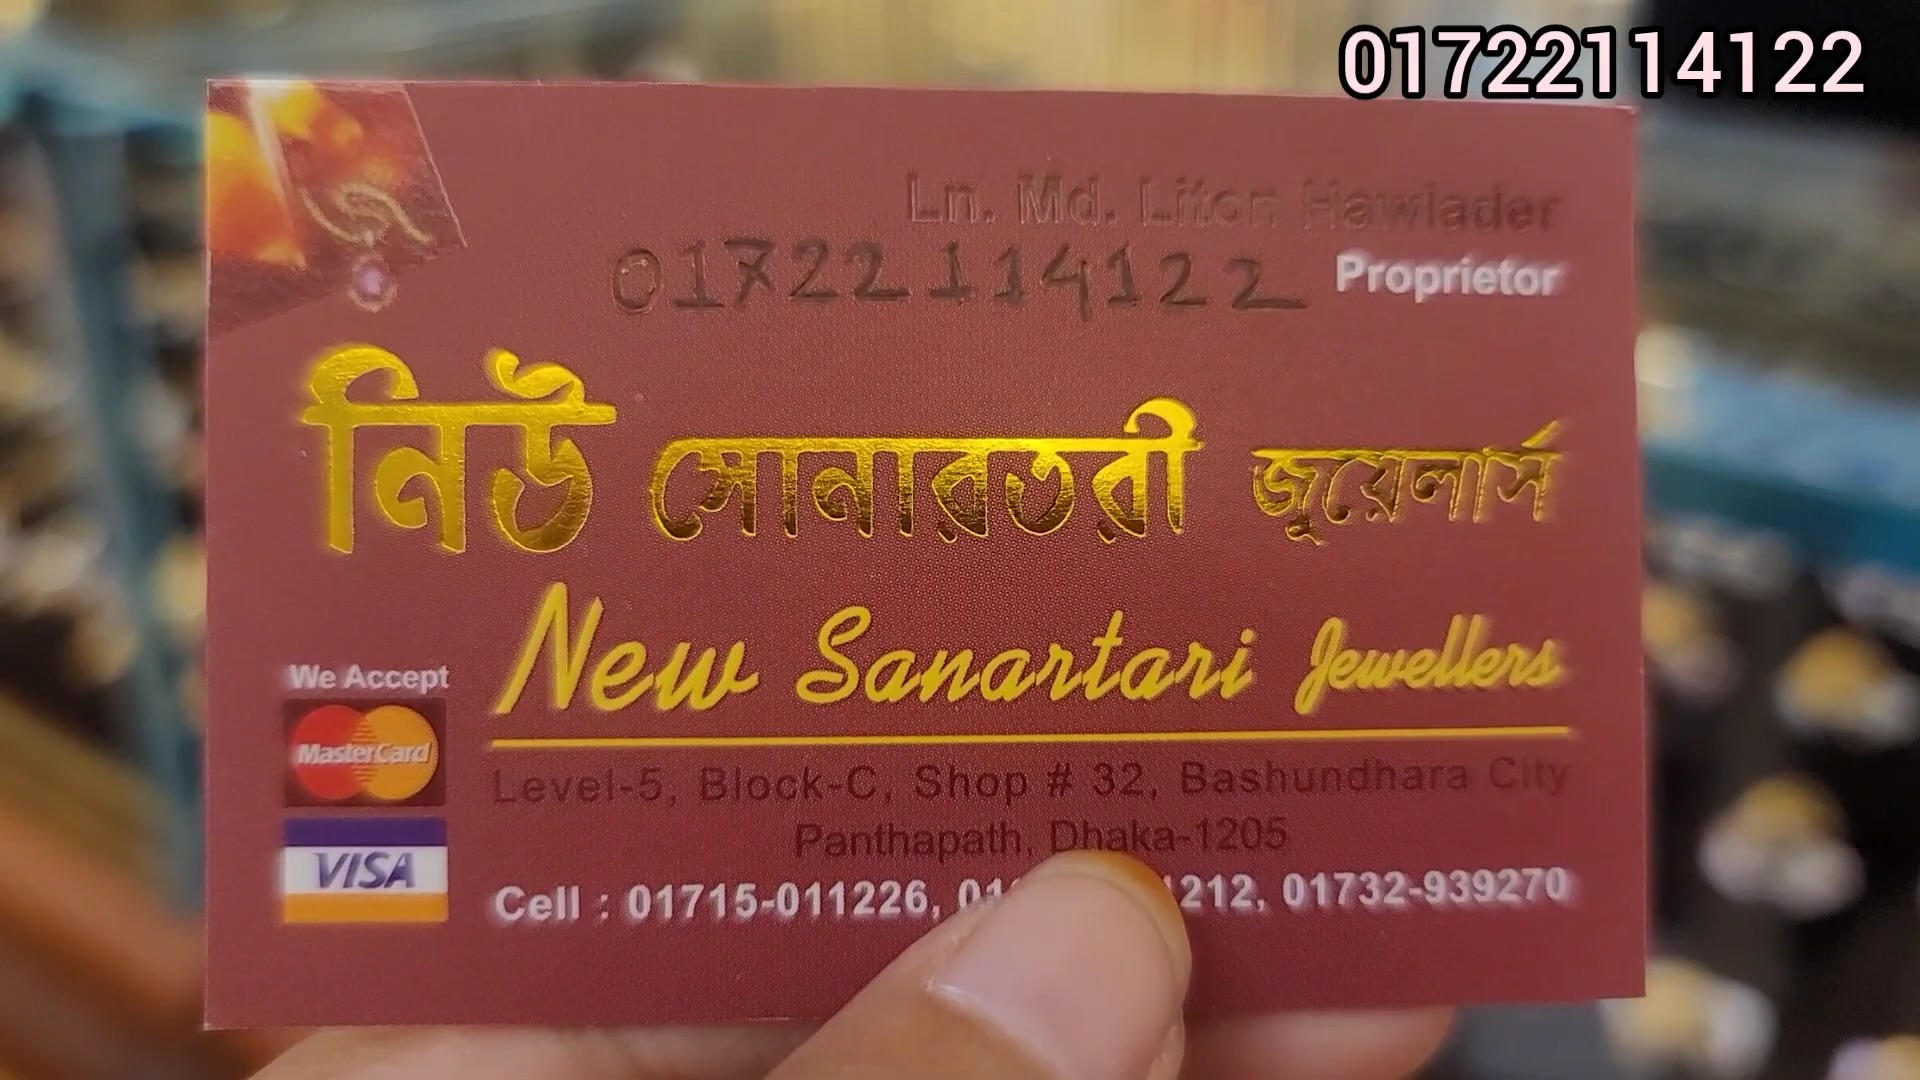 01722114122
Ln. Md. Liton Hawlader
01722114122
Proprietor
নিউ সোনারতরী জুয়েলার্স
New Sanartari Jewellers
We Accept
MasterCard
VISA
Level-5, Block-C, Shop # 32, Bashundhara City
Panthapath, Dhaka-1205
Cell : 01715-011226, 01732-939270